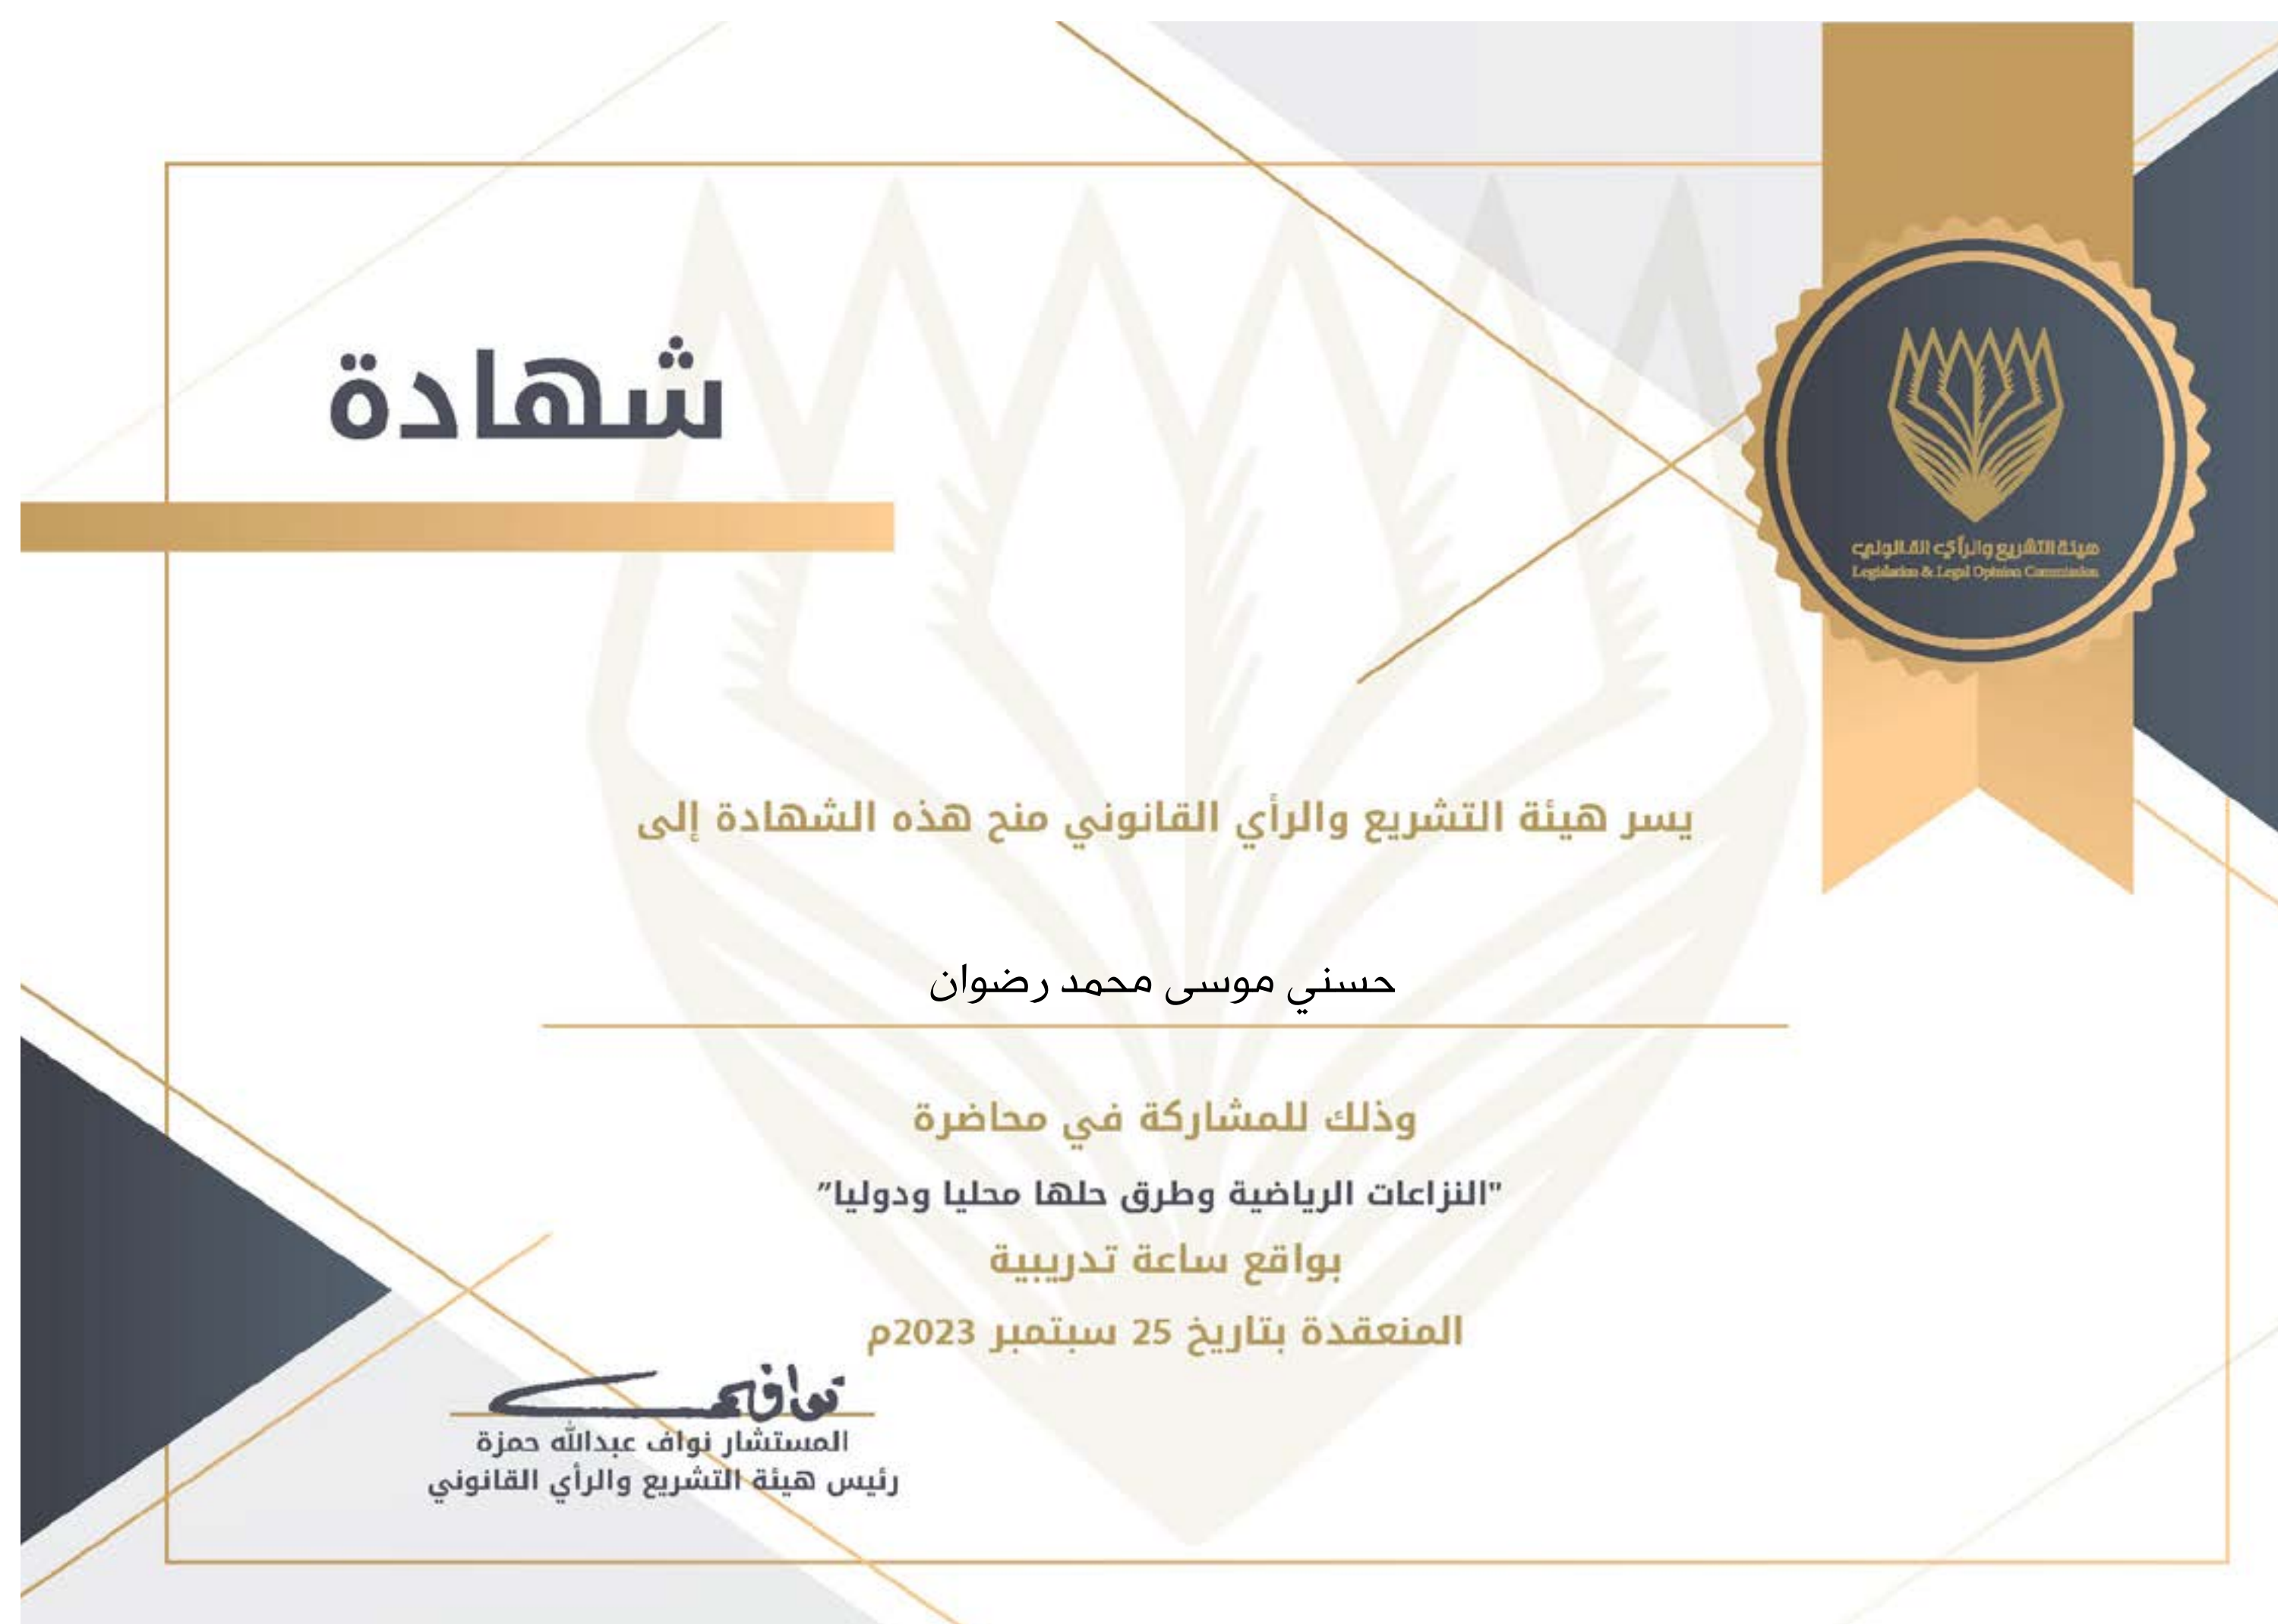 شهادة
هيئة التشريع والرأي القانوني
Legislation & Legal Opinion Commission
يسر هيئة التشريع والرأي القانوني منح هذه الشهادة إلى
حسني موسى محمد رضوان
وذلك للمشاركة في محاضرة
"النزاعات الرياضية وطرق حلها محليا ودوليا"
بواقع ساعة تدريبية
المنعقدة بتاريخ 25 سبتمبر 2023م
المستشار نواف عبدالله حمزة
رئيس هيئة التشريع والرأي القانوني